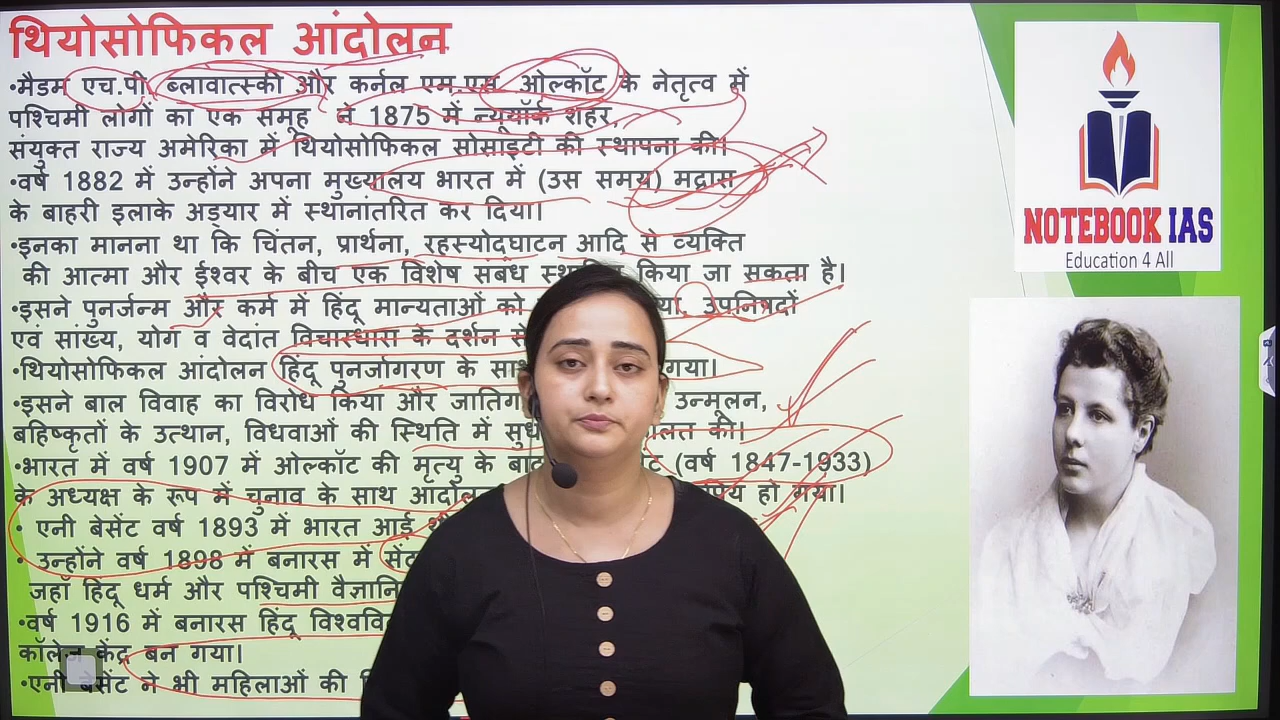 थियोसोफिकल आंदोलन
•मैडम एच.पी. ब्लावात्स्की और कर्नल एम.एस. ओल्कॉट के नेतृत्व में
पश्चिमी लोगों का एक समूह ने 1875 में न्यूयॉर्क शहर,
संयुक्त राज्य अमेरिका में थियोसोफिकल सोसाइटी की स्थापना की।
•वर्ष 1882 में उन्होंने अपना मुख्यालय भारत में (उस समय) मद्रास
के बाहरी इलाके अड्यार में स्थानांतरित कर दिया।
•इनका मानना था कि चिंतन, प्रार्थना, रहस्योद्घाटन आदि से व्यक्ति
की आत्मा और ईश्वर के बीच एक विशेष संबंध किया जा सकता है।
•इसने पुनर्जन्म और कर्म में हिंदू मान्यताओं को उपनिषदों
एवं सांख्य, योग व वेदांत विचारधारा के दर्शन
•थियोसोफिकल आंदोलन हिंदू पुनर्जागरण के गया।
•इसने बाल विवाह का विरोध किया और उन्मूलन,
बहिष्कृतों के उत्थान, विधवाओं की स्थिति में की।
•भारत में वर्ष 1907 में ओल्कॉट की मृत्यु के (वर्ष 1847-1933)
के अध्यक्ष के रूप में चुनाव के साथ हो गया।
• एनी बेसेंट वर्ष 1893 में भारत आई
• उन्होंने वर्ष 1898 में बनारस में
जहाँ हिंदू धर्म और पश्चिमी
•वर्ष 1916 में बनारस हिंदू
कॉलेज केंद्र बन गया।
•एनी बेसेंट ने भी महिलाओं की
NOTEBOOK IAS
Education 4 All